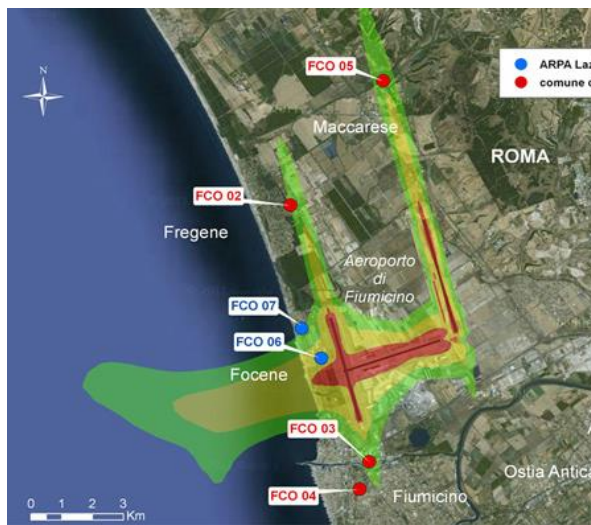 FCO 05
ARPA Laz
comune
N
Maccarese
ROMA
FCO 02
Fregene
Aeroporto
di
Fiumicino
FCO 07
FCO 06
Focene
FCO 03
Ostia Antica
FCO 04
Fiumicino
0 1 2 3
Km